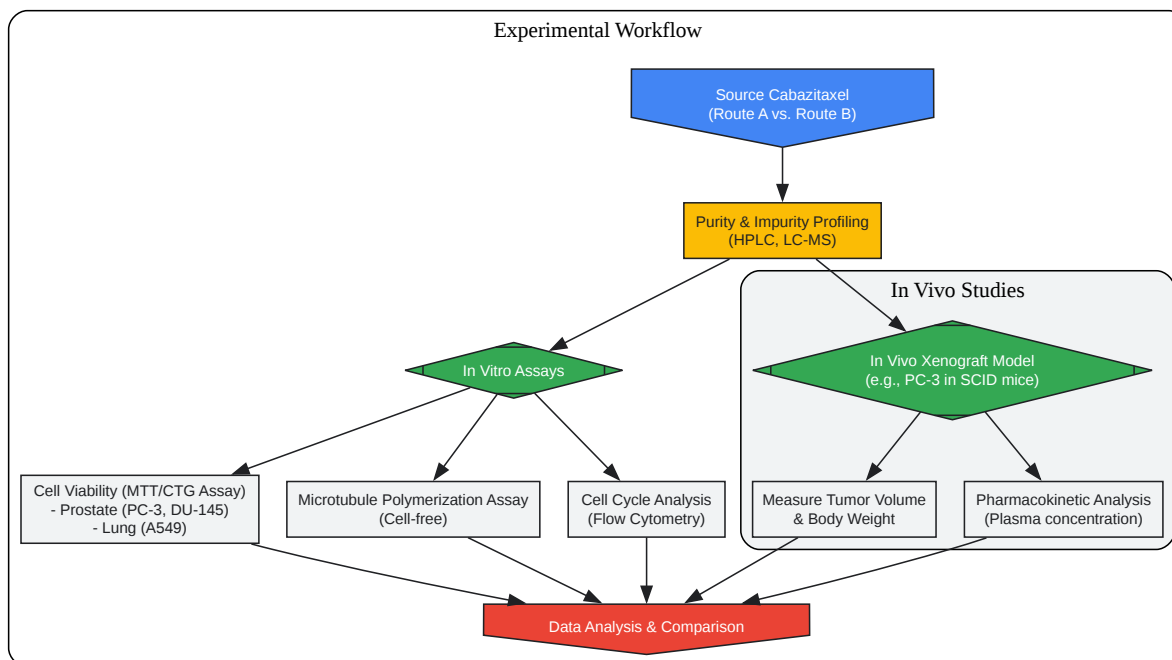 Experimental Workflow
Source Cabazitaxel
(Route A vs. Route B)
Purity & Impurity Profiling
(HPLC, LC-MS)
In Vivo Studies
In Vitro Assays
In Vivo Xenograft Model
(e.g., PC-3 in SCID mice)
Cell Viability (MTT/CTG Assay)
- Prostate (PC-3, DU-145)
- Lung (A549)
Microtubule Polymerization Assay
(Cell-free)
Cell Cycle Analysis
(Flow Cytometry)
Measure Tumor Volume
& Body Weight
Pharmacokinetic Analysis
(Plasma concentration)
Data Analysis & Comparison